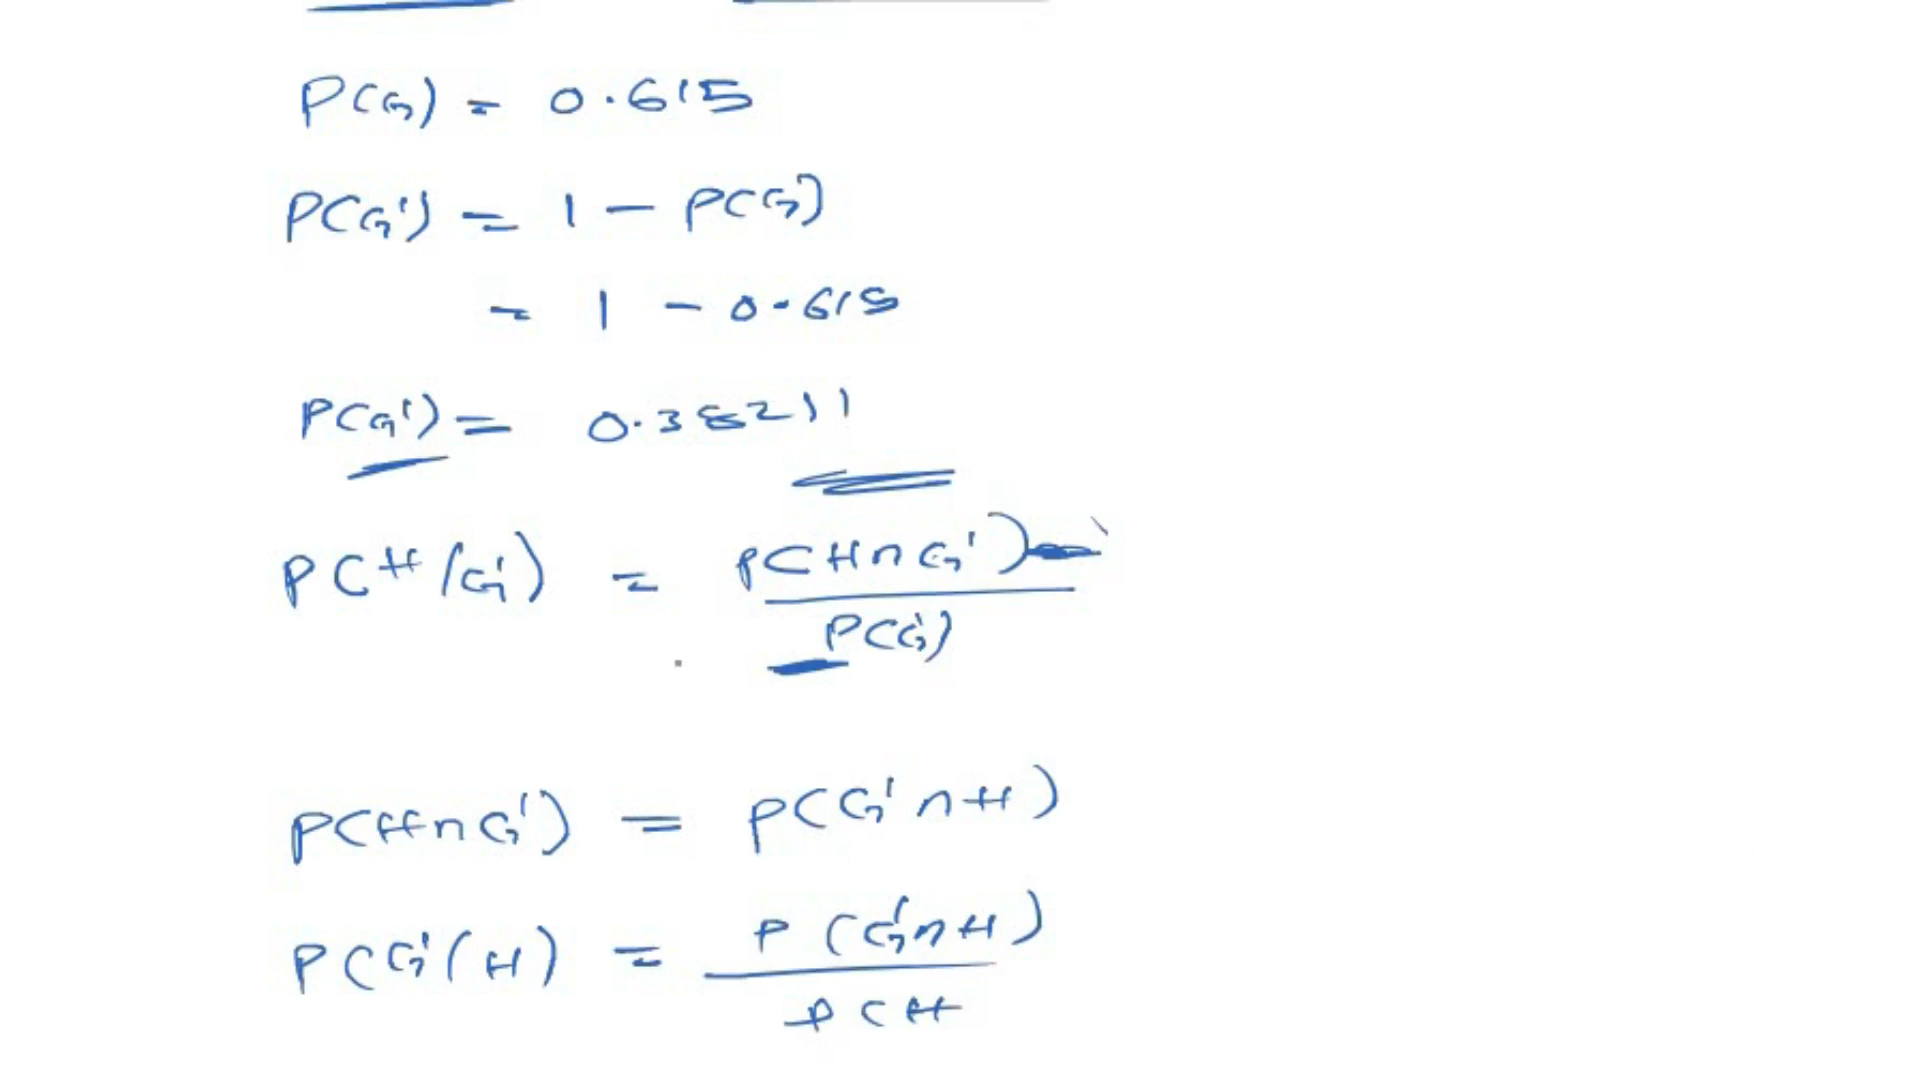 P(G) = 0.615
P(G') = 1 - P(G)
= 1 - 0.615
P(G') = 0.38211
P(H/G') = P(H∩G')
P(G')
P(H∩G') = P(G'∩H)
P(G'/H) = P(G'∩H)
P(H